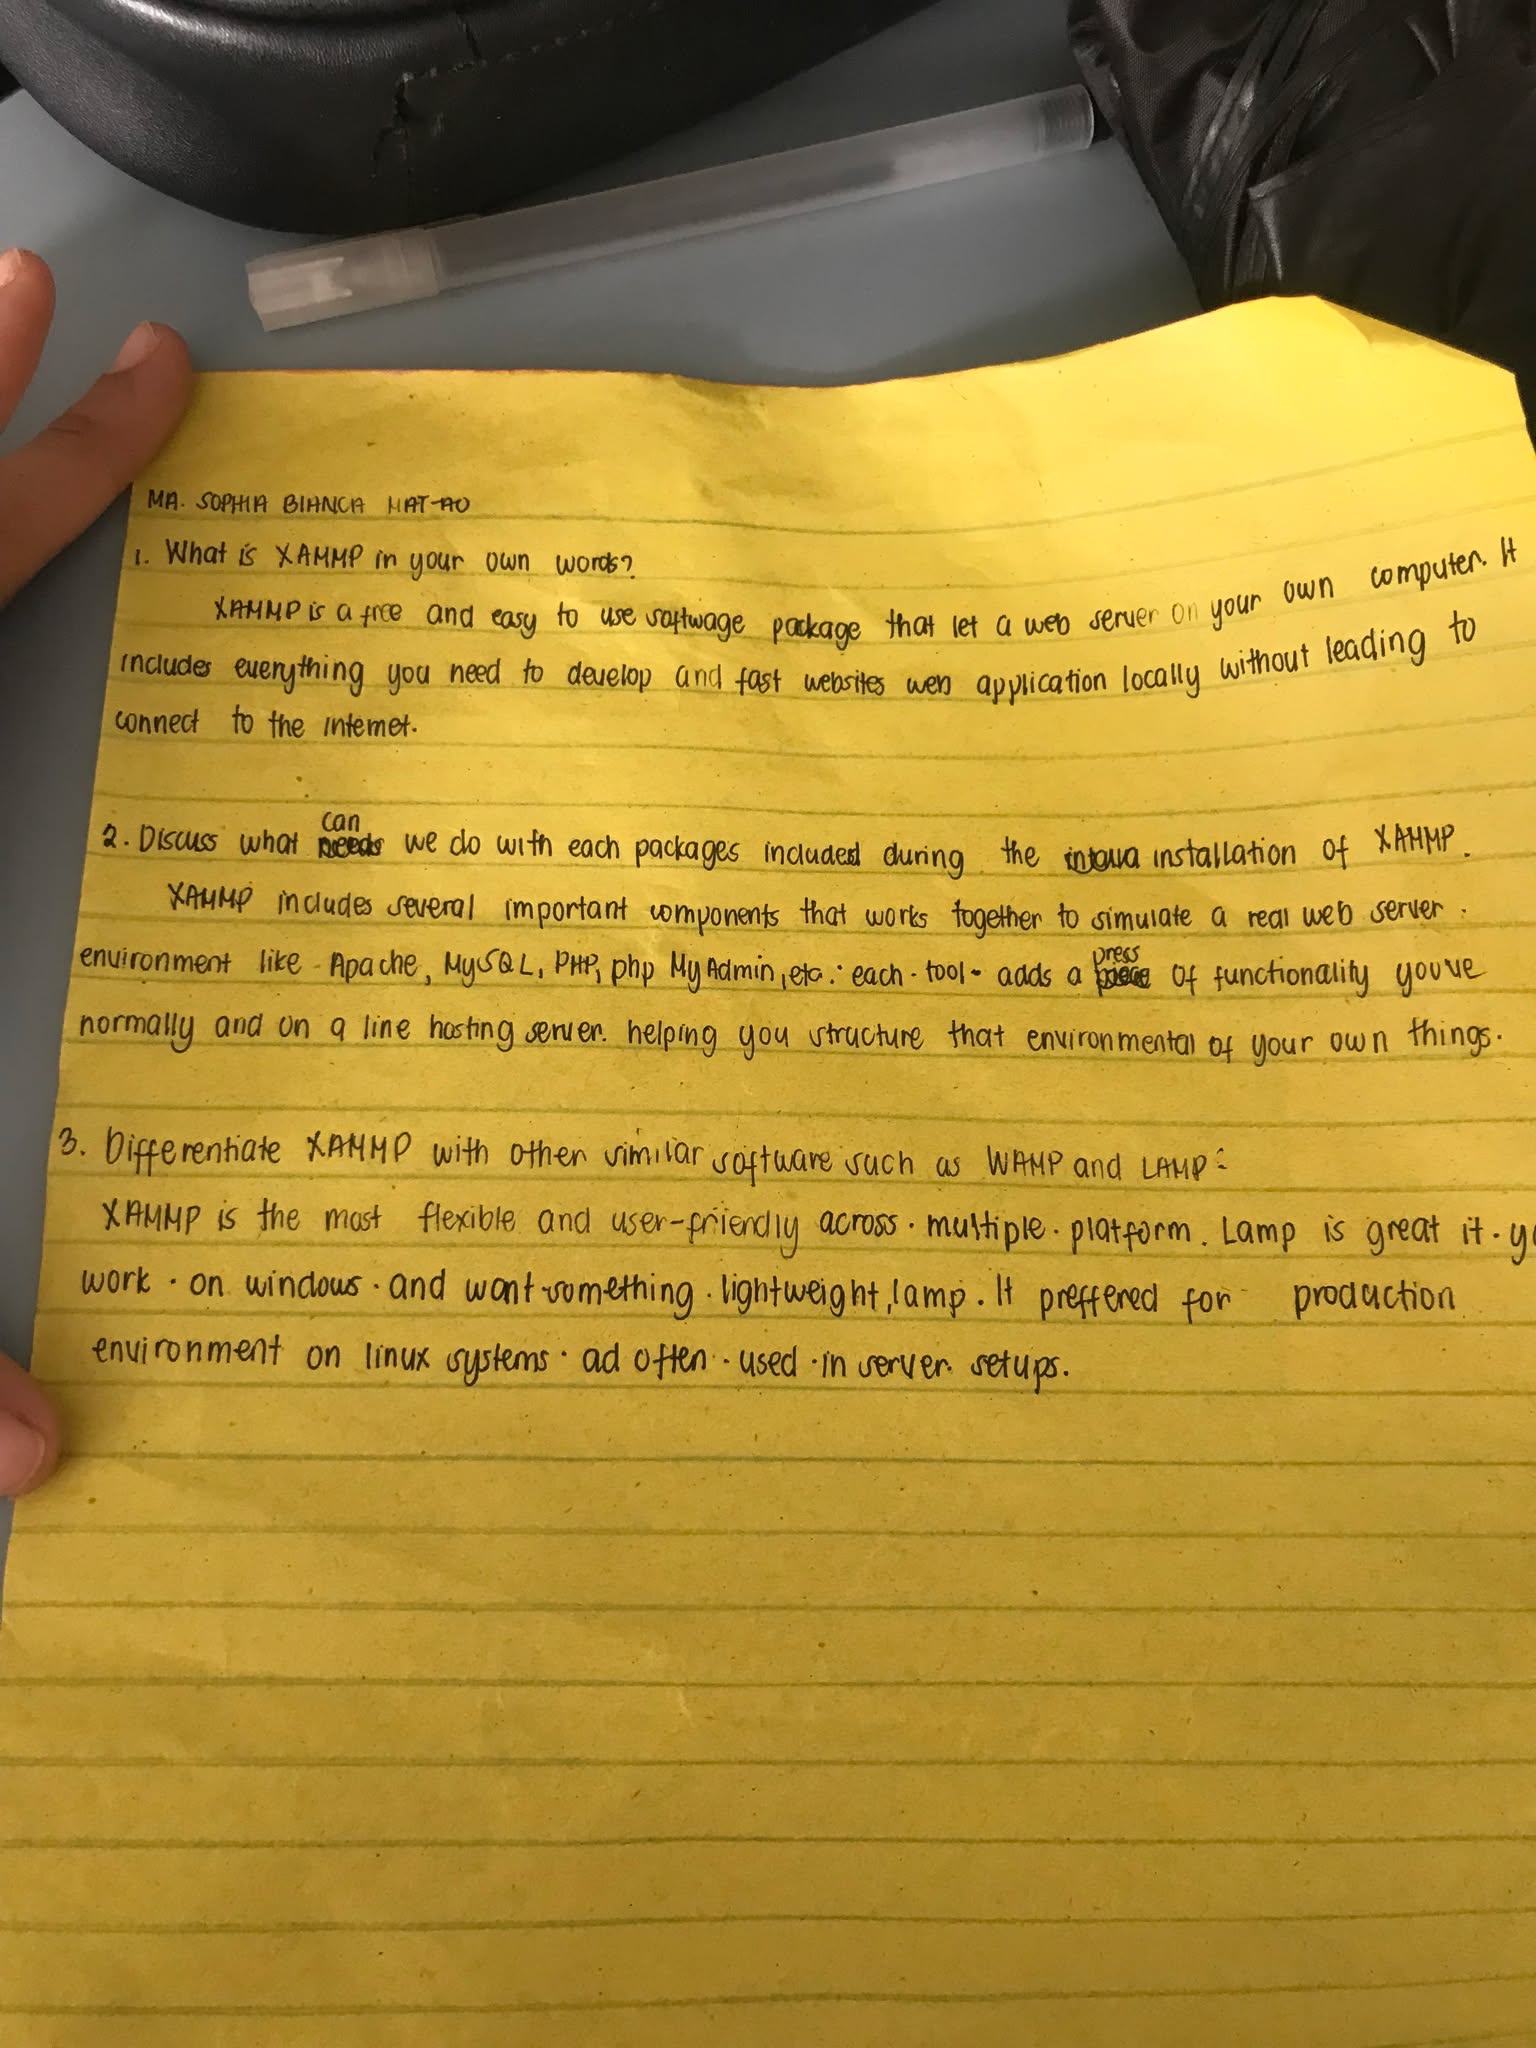 MA. SOPHIA BIANCA MAT-AO
1. What is XAMMP in your own words?
XAMMP is a free and easy to use softwage package that let a web server on your own computer. It
includes everything you need to develop and fast websites web application locally without leading to
connect to the internet.
can
2. Discuss what we do with each packages included during the installation of XAMMP.
XAMMP includes several important components that works together to simulate a real web server.
press
environment like Apache, MySQL, PHP, php MyAdmin, etc. each tool adds a of functionality youve
normally and on a line hosting server. helping you structure that environmental of your own things.
3. Differentiate XAMMP with other similar software such as WAMP and LAMP:
XAMMP is the most flexible and user-friendly across multiple platform. Lamp is great it
work on windows and want something lightweight, lamp. It preffered for production
environment on linux systems ad often used in server setups.